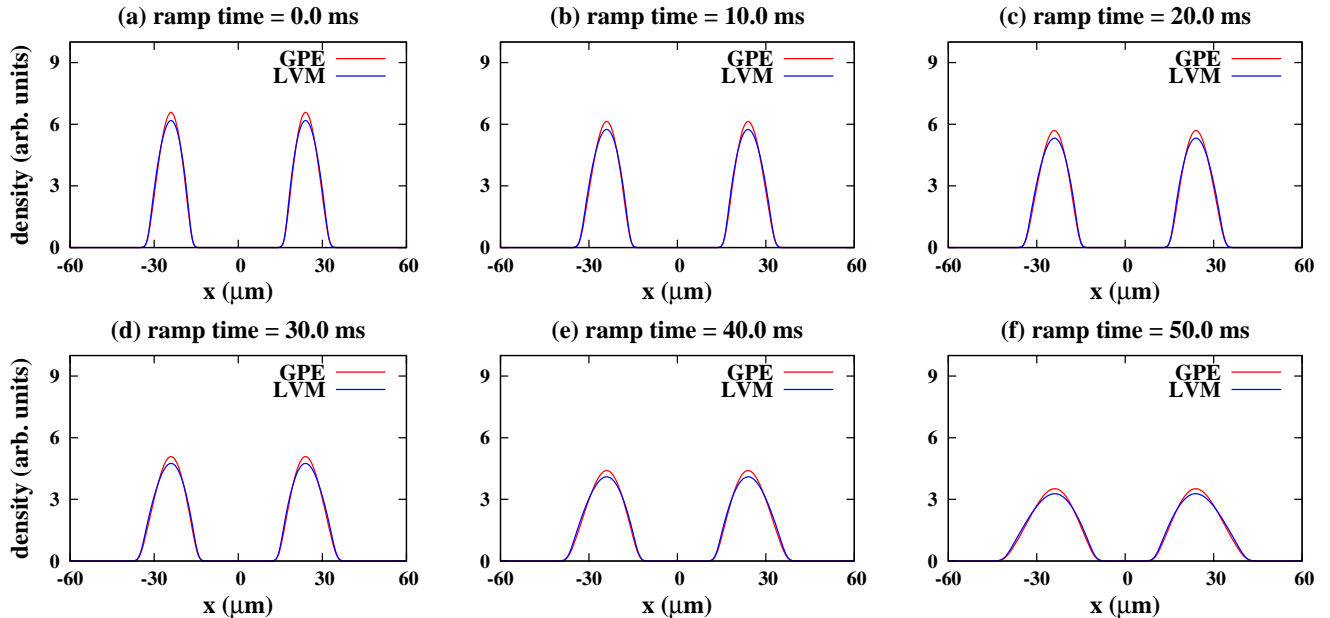 (a) ramp time = 0.0 ms
(b) ramp time = 10.0 ms
(c) ramp time = 20.0 ms
density (arb. units)
9
6
3
0
GPE
LVM
-60
-30
0
30
60
x (μm)
9
6
3
0
GPE
LVM
-60
-30
0
30
60
x (μm)
9
6
3
0
GPE
LVM
-60
-30
0
30
60
x (μm)
(d) ramp time = 30.0 ms
(e) ramp time = 40.0 ms
(f) ramp time = 50.0 ms
density (arb. units)
9
6
3
0
GPE
LVM
-60
-30
0
30
60
x (μm)
9
6
3
0
GPE
LVM
-60
-30
0
30
60
x (μm)
9
6
3
0
GPE
LVM
-60
-30
0
30
60
x (μm)